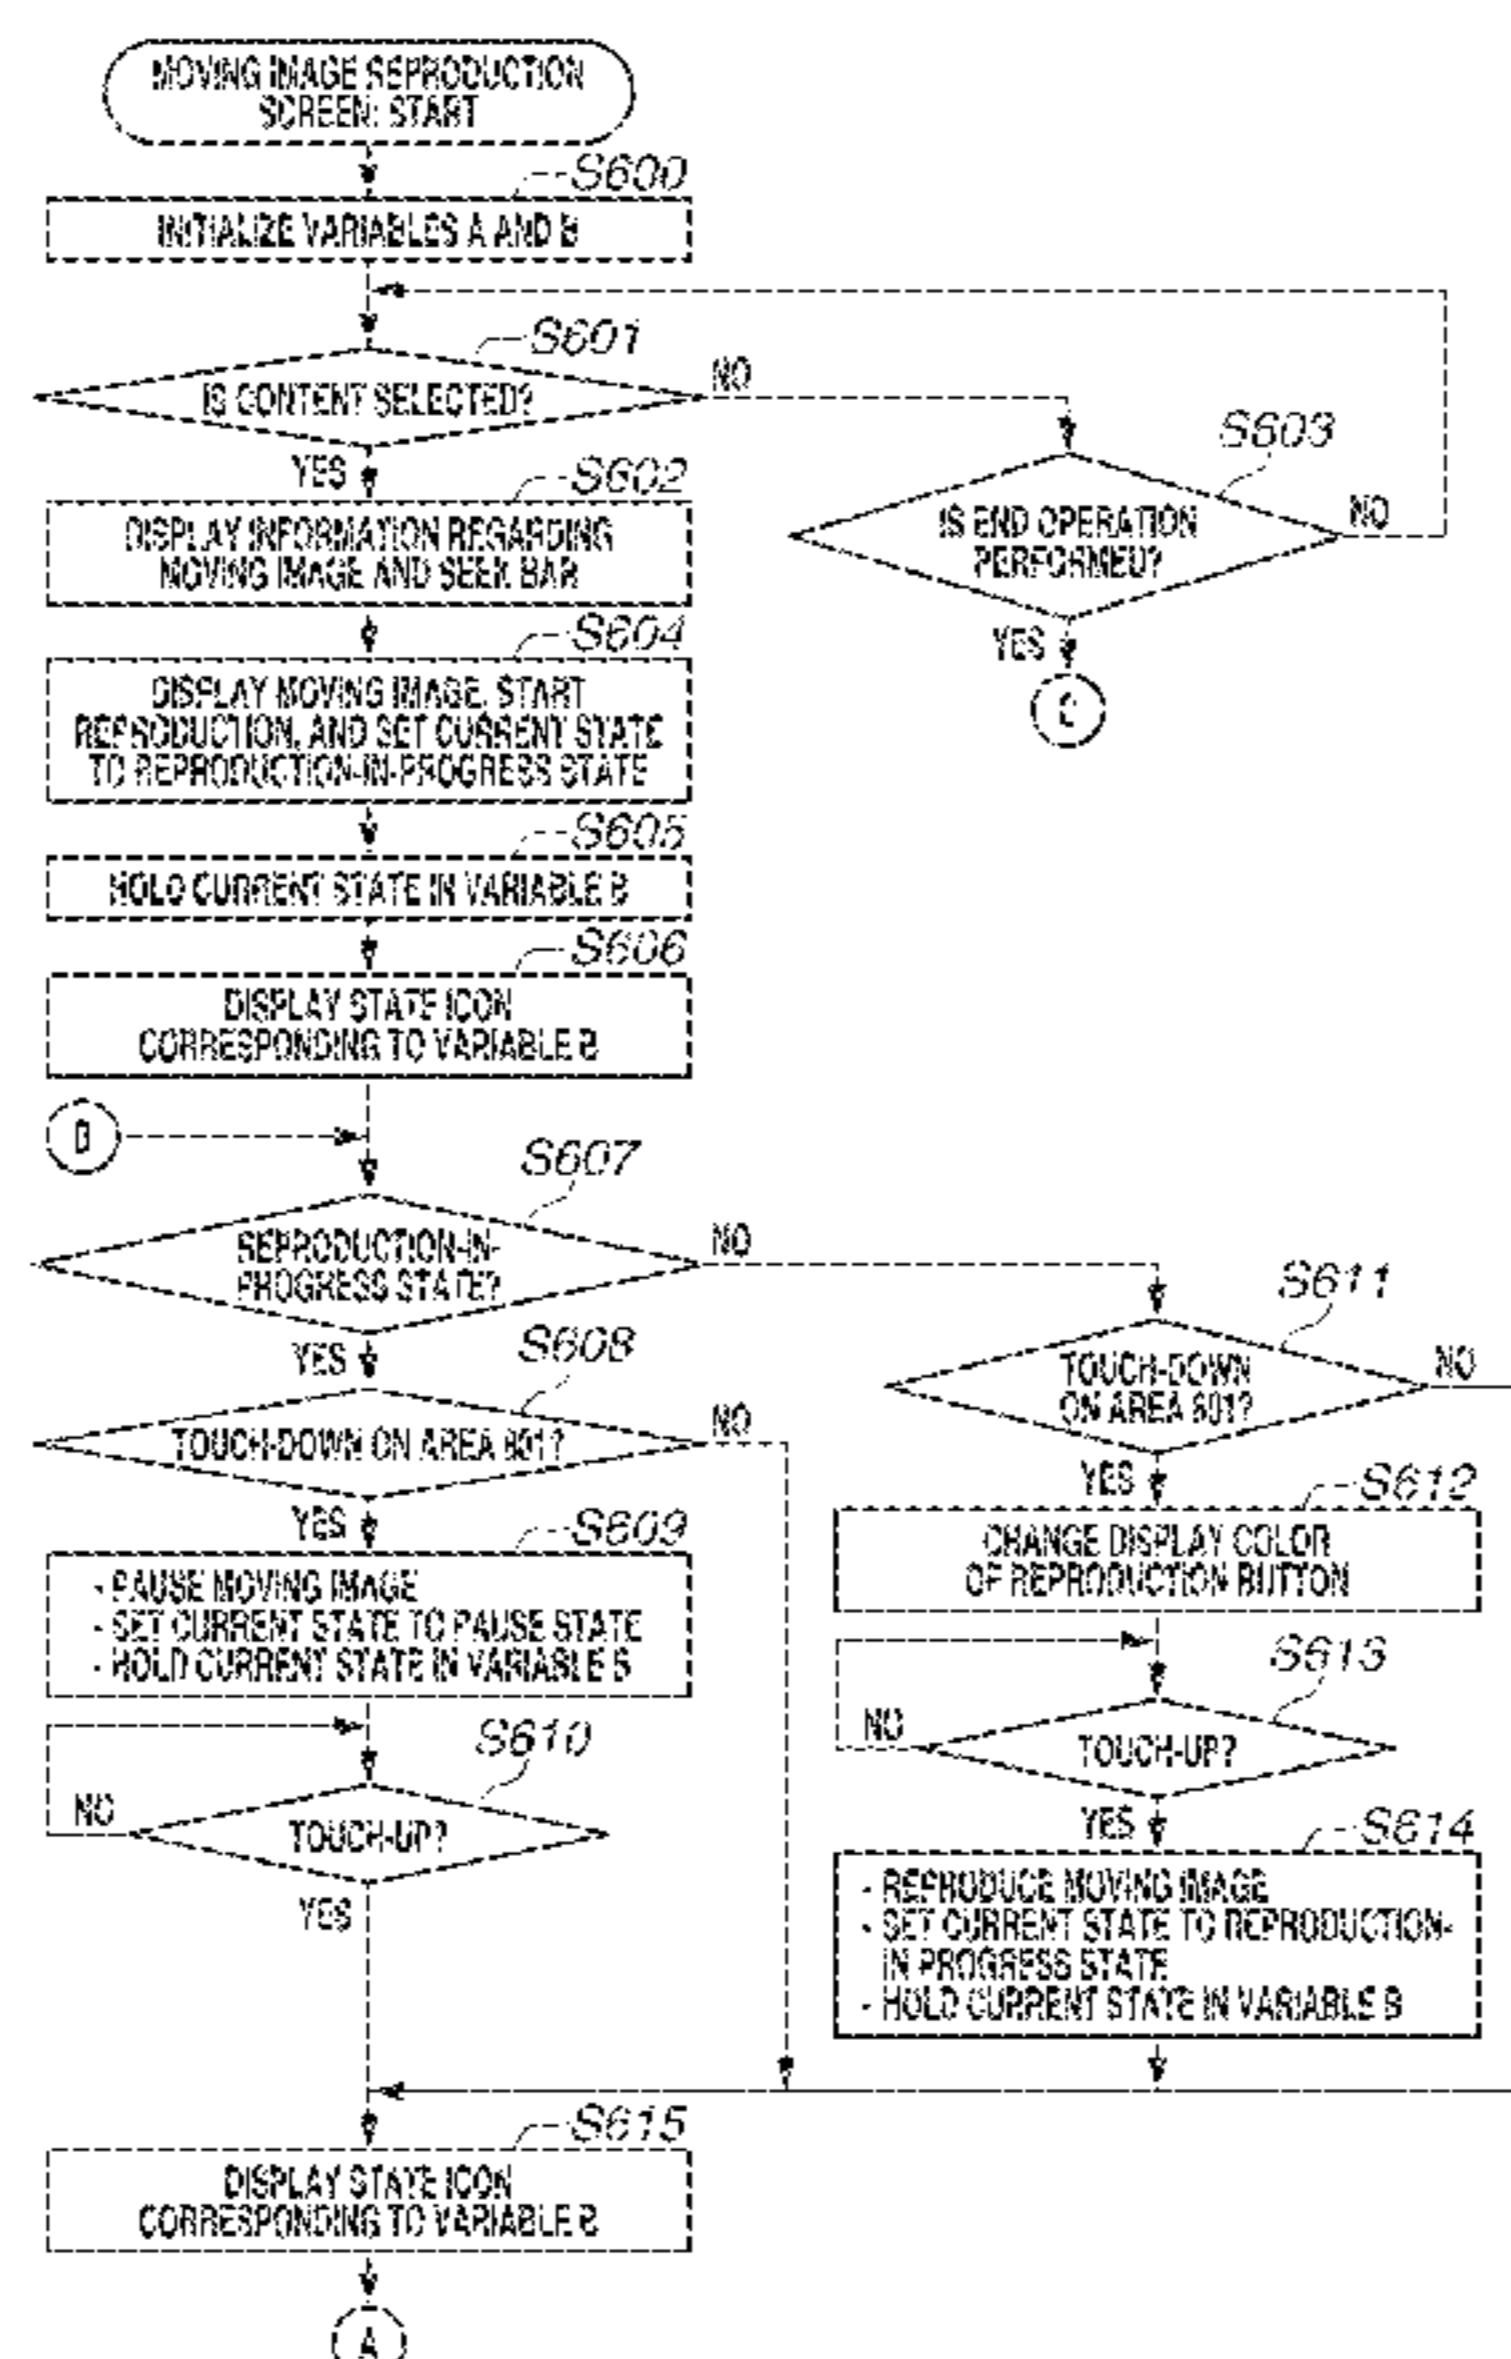 MOVING IMAGE REPRODUCTION
SCREEN: START
S600
INITIALIZE VARIABLES A AND B
S601
IS CONTENT SELECTED?
NO
YES
S602
DISPLAY INFORMATION REGARDING
MOVING IMAGE AND SEEK BAR
S603
IS END OPERATION
PERFORMED?
NO
YES
C
S604
DISPLAY MOVING IMAGE, START
REPRODUCTION, AND SET CURRENT STATE
TO REPRODUCTION-IN-PROGRESS STATE
S605
HOLD CURRENT STATE IN VARIABLE B
S606
DISPLAY STATE ICON
CORRESPONDING TO VARIABLE B
S607
REPRODUCTION-IN-
PROGRESS STATE?
NO
YES
S608
TOUCH-DOWN ON AREA
NO
YES
S609
- PAUSE MOVING IMAGE
- SET CURRENT STATE TO PAUSE STATE
- HOLD CURRENT STATE IN VARIABLE B
S610
TOUCH-UP?
NO
YES
S611
TOUCH-DOWN
ON AREA
NO
YES
S612
CHANGE DISPLAY COLOR
OF REPRODUCTION BUTTON
S613
TOUCH-UP?
NO
YES
S614
- REPRODUCE MOVING IMAGE
- SET CURRENT STATE TO REPRODUCTION-
IN PROGRESS STATE
- HOLD CURRENT STATE IN VARIABLE B
S615
DISPLAY STATE ICON
CORRESPONDING TO VARIABLE B
A